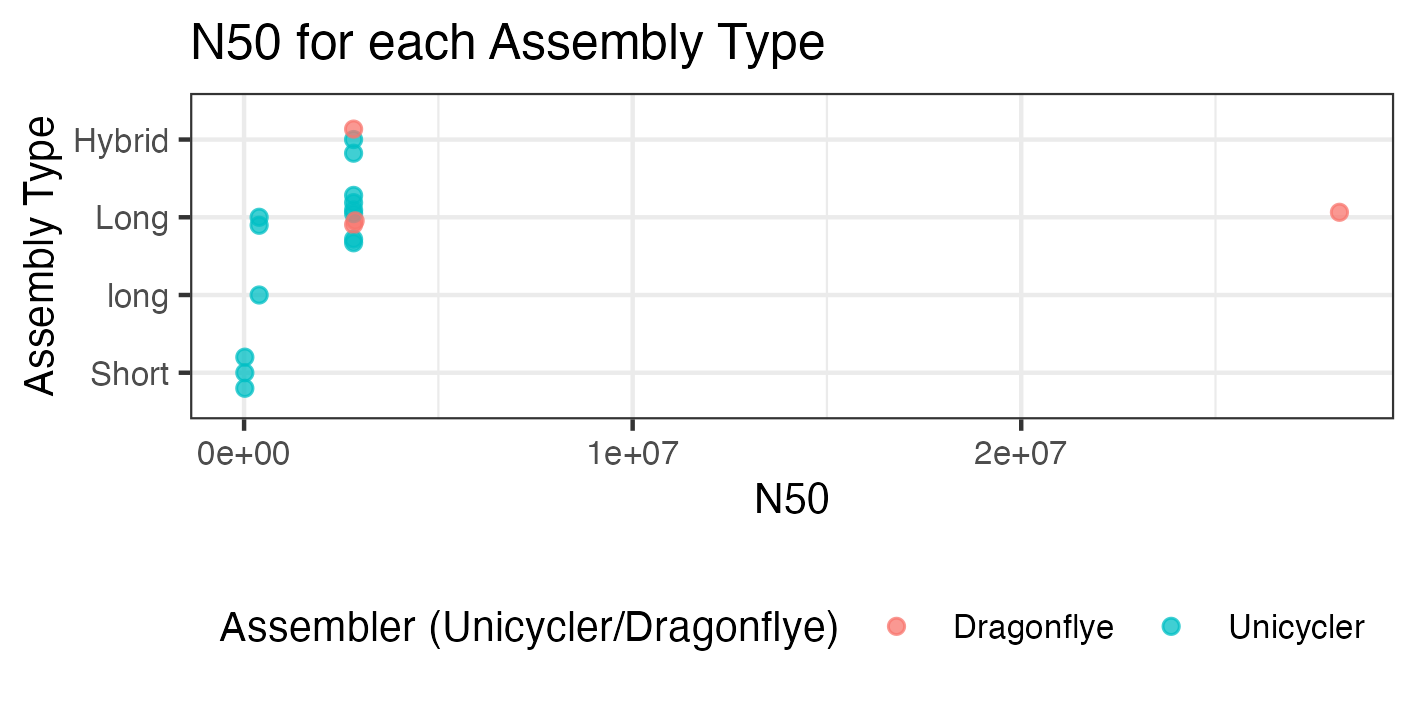 N50 for each Assembly Type
Assembly Type
Hybrid
Long
long
Short
0e+00 1e+07 2e+07
N50
Assembler (Unicycler/Dragonflye) Dragonflye Unicycler